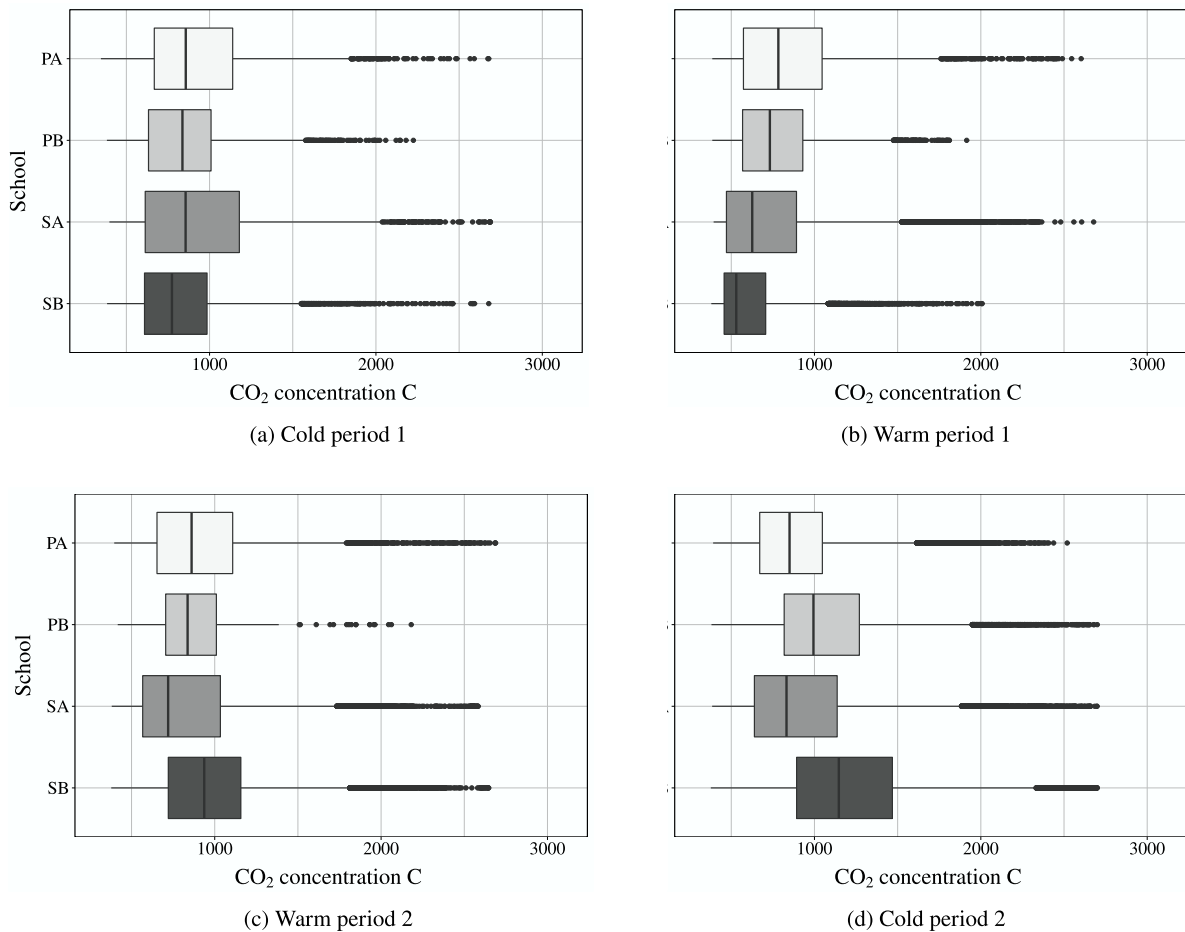 School
PA
PB
SA
SB
1000 2000 3000
CO₂ concentration C
(a) Cold period 1
1000 2000 3000
CO₂ concentration C
(b) Warm period 1
School
PA
PB
SA
SB
1000 2000 3000
CO₂ concentration C
(c) Warm period 2
1000 2000 3000
CO₂ concentration C
(d) Cold period 2